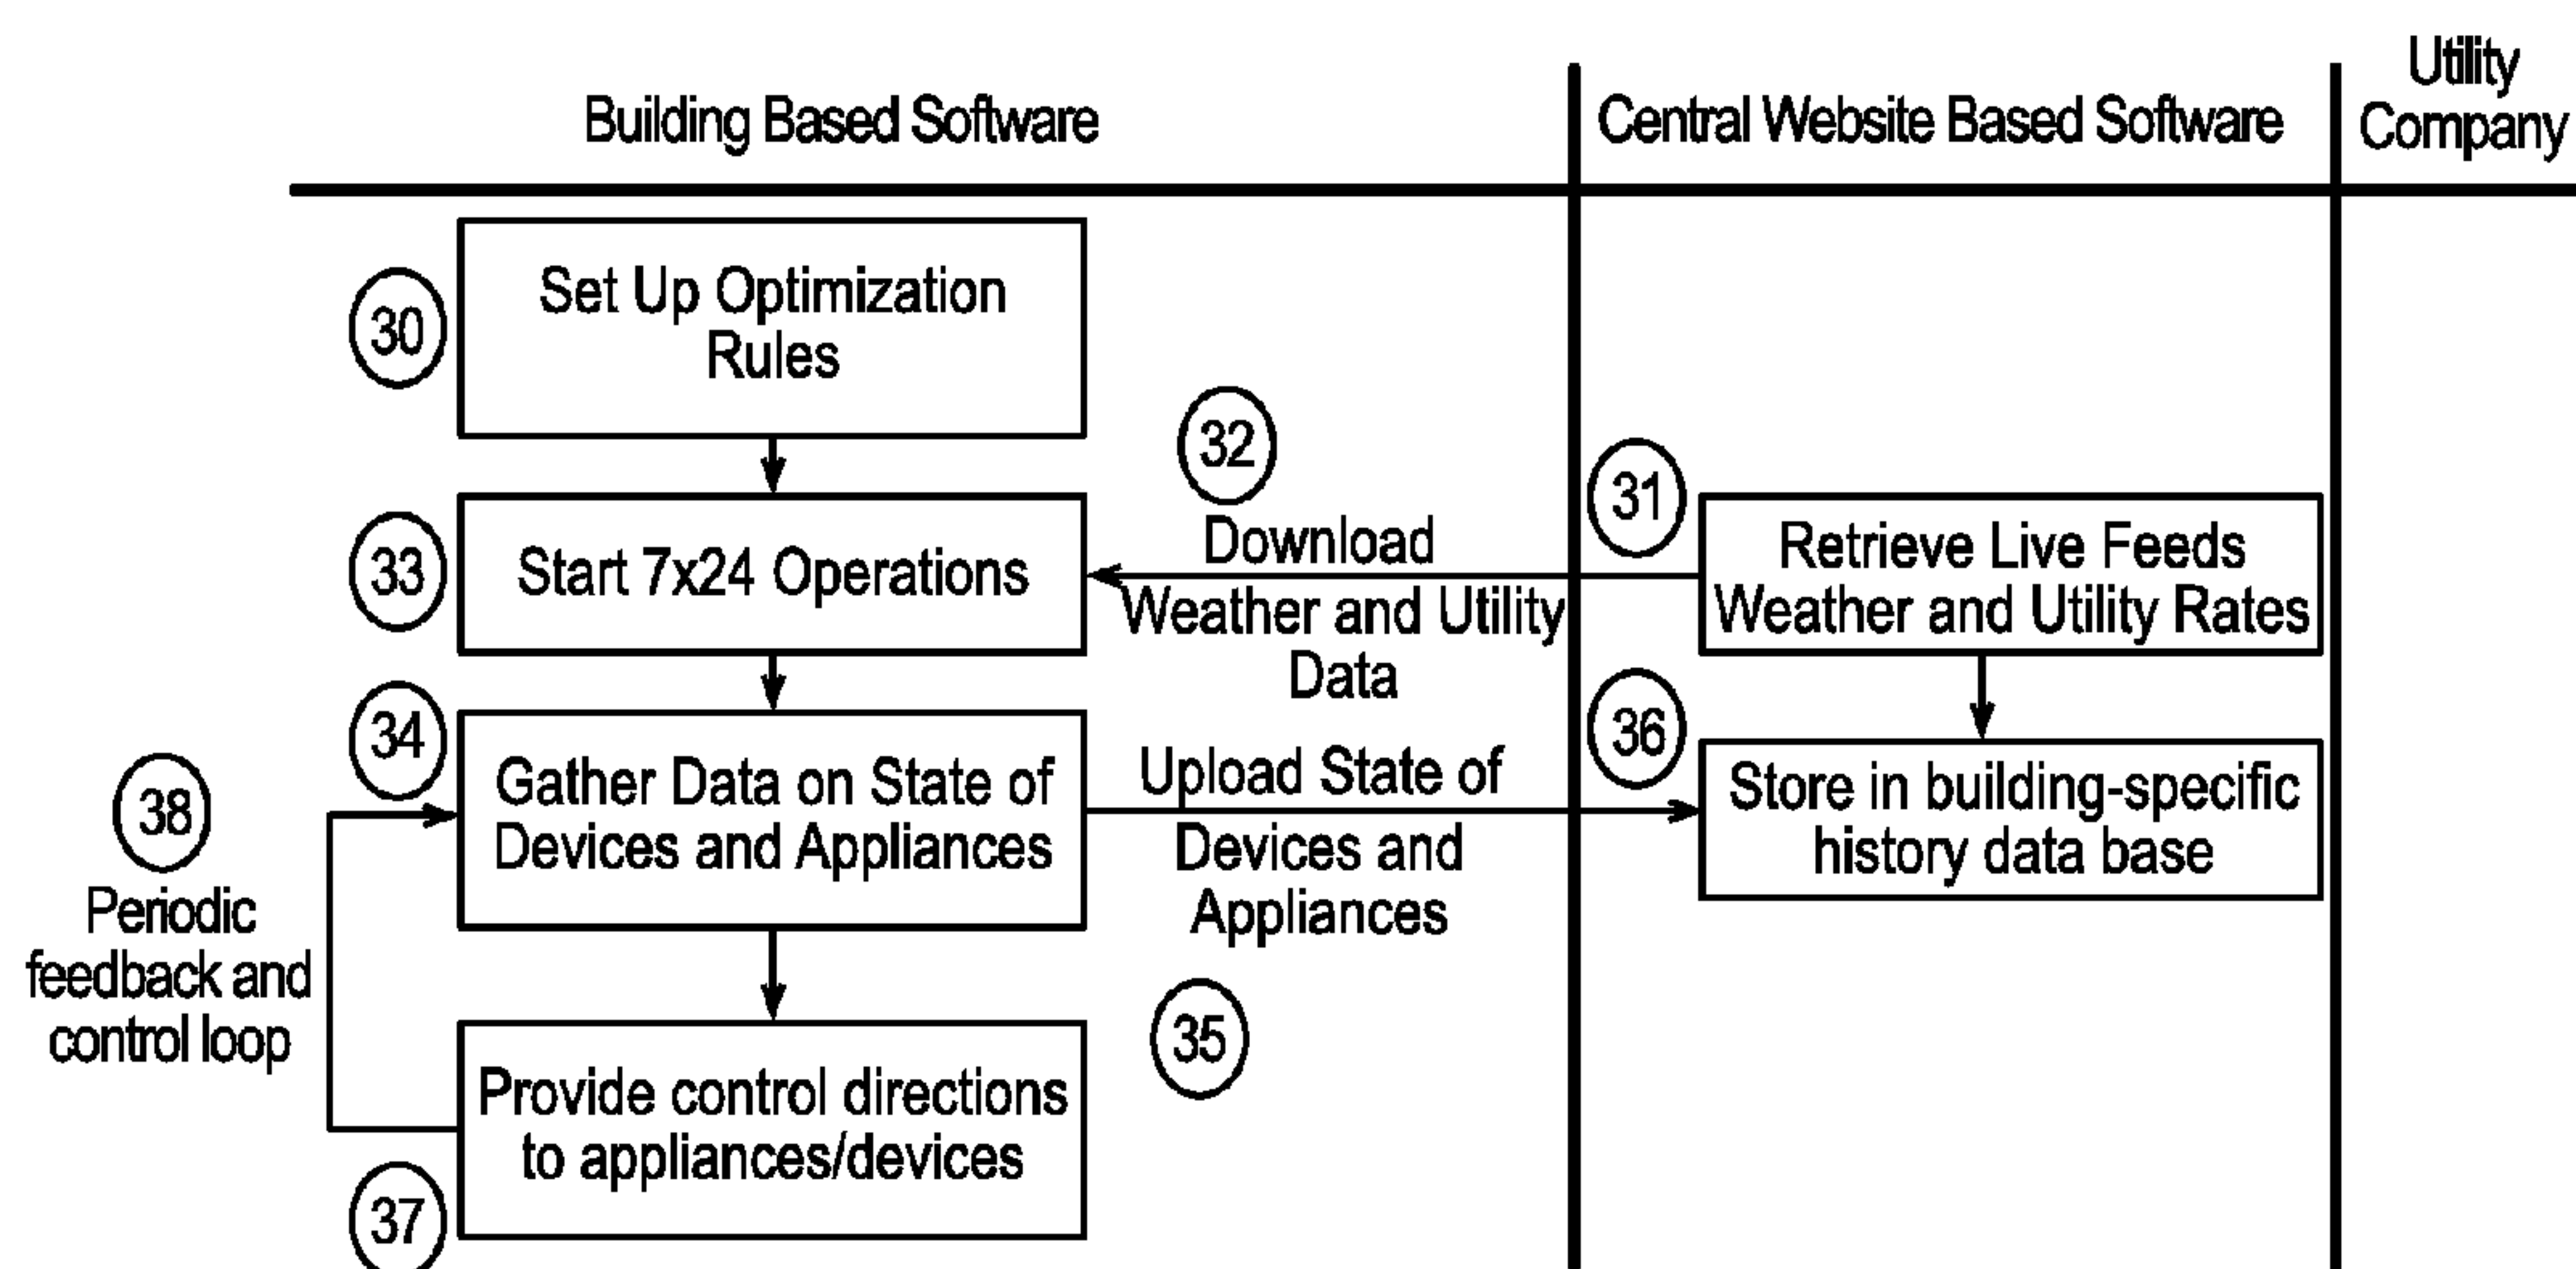 Building Based Software
Central Website Based Software
Utility
Company
30
Set Up Optimization
Rules
32
31
33
Start 7x24 Operations
Download
Weather and Utility
Data
Retrieve Live Feeds
Weather and Utility Rates
34
38
Periodic
feedback and
control loop
Gather Data on State of
Devices and Appliances
Upload State of
Devices and
Appliances
35
36
Store in building-specific
history data base
Provide control directions
to appliances/devices
37